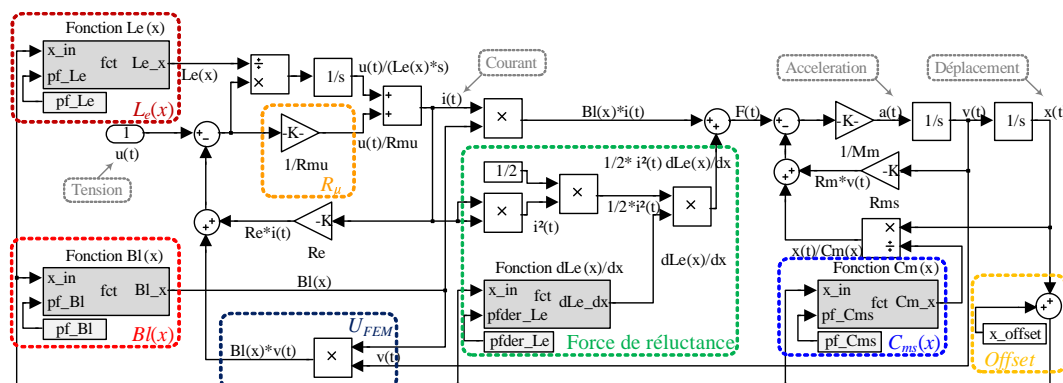 Fonction Le(x)
x_in
fct
Le_x
pf_Le
pf_Le
Le(x)
Le(x)
÷
×
1/s
u(t)/(Le(x)*s)
+
+
Courant
i(t)
1
u(t)
Tension
+-
-K-
1/Rmu
u(t)/Rmu
Rμ
×
Bl(x)*i(t)
++
F(t)
+-
-K-
1/Mm
Acceleration
a(t)
1/s
v(t)
Déplacement
1/s
x(t
1/2* i²(t) dLe(x)/dx
1/2
×
1/2*i²(t)
×
×
i²(t)
dLe(x)/dx
++
Rm*v(t)
-K
Rms
++
Re*i(t)
-K
Re
x(t)/Cm(x)
×
÷
Fonction Bl(x)
x_in
fct
Bl_x
pf_Bl
pf_Bl
Bl(x)
Bl(x)
Fonction dLe(x)/dx
x_in
fct
dLe_dx
pfder_Le
pfder_Le
Force de réluctance
Fonction Cm(x)
x_in
fct
Cm_x
pf_Cms
pf_Cms
Cms(x)
++
x_offset
Offset
UFEM
Bl(x)*v(t)
×
v(t)